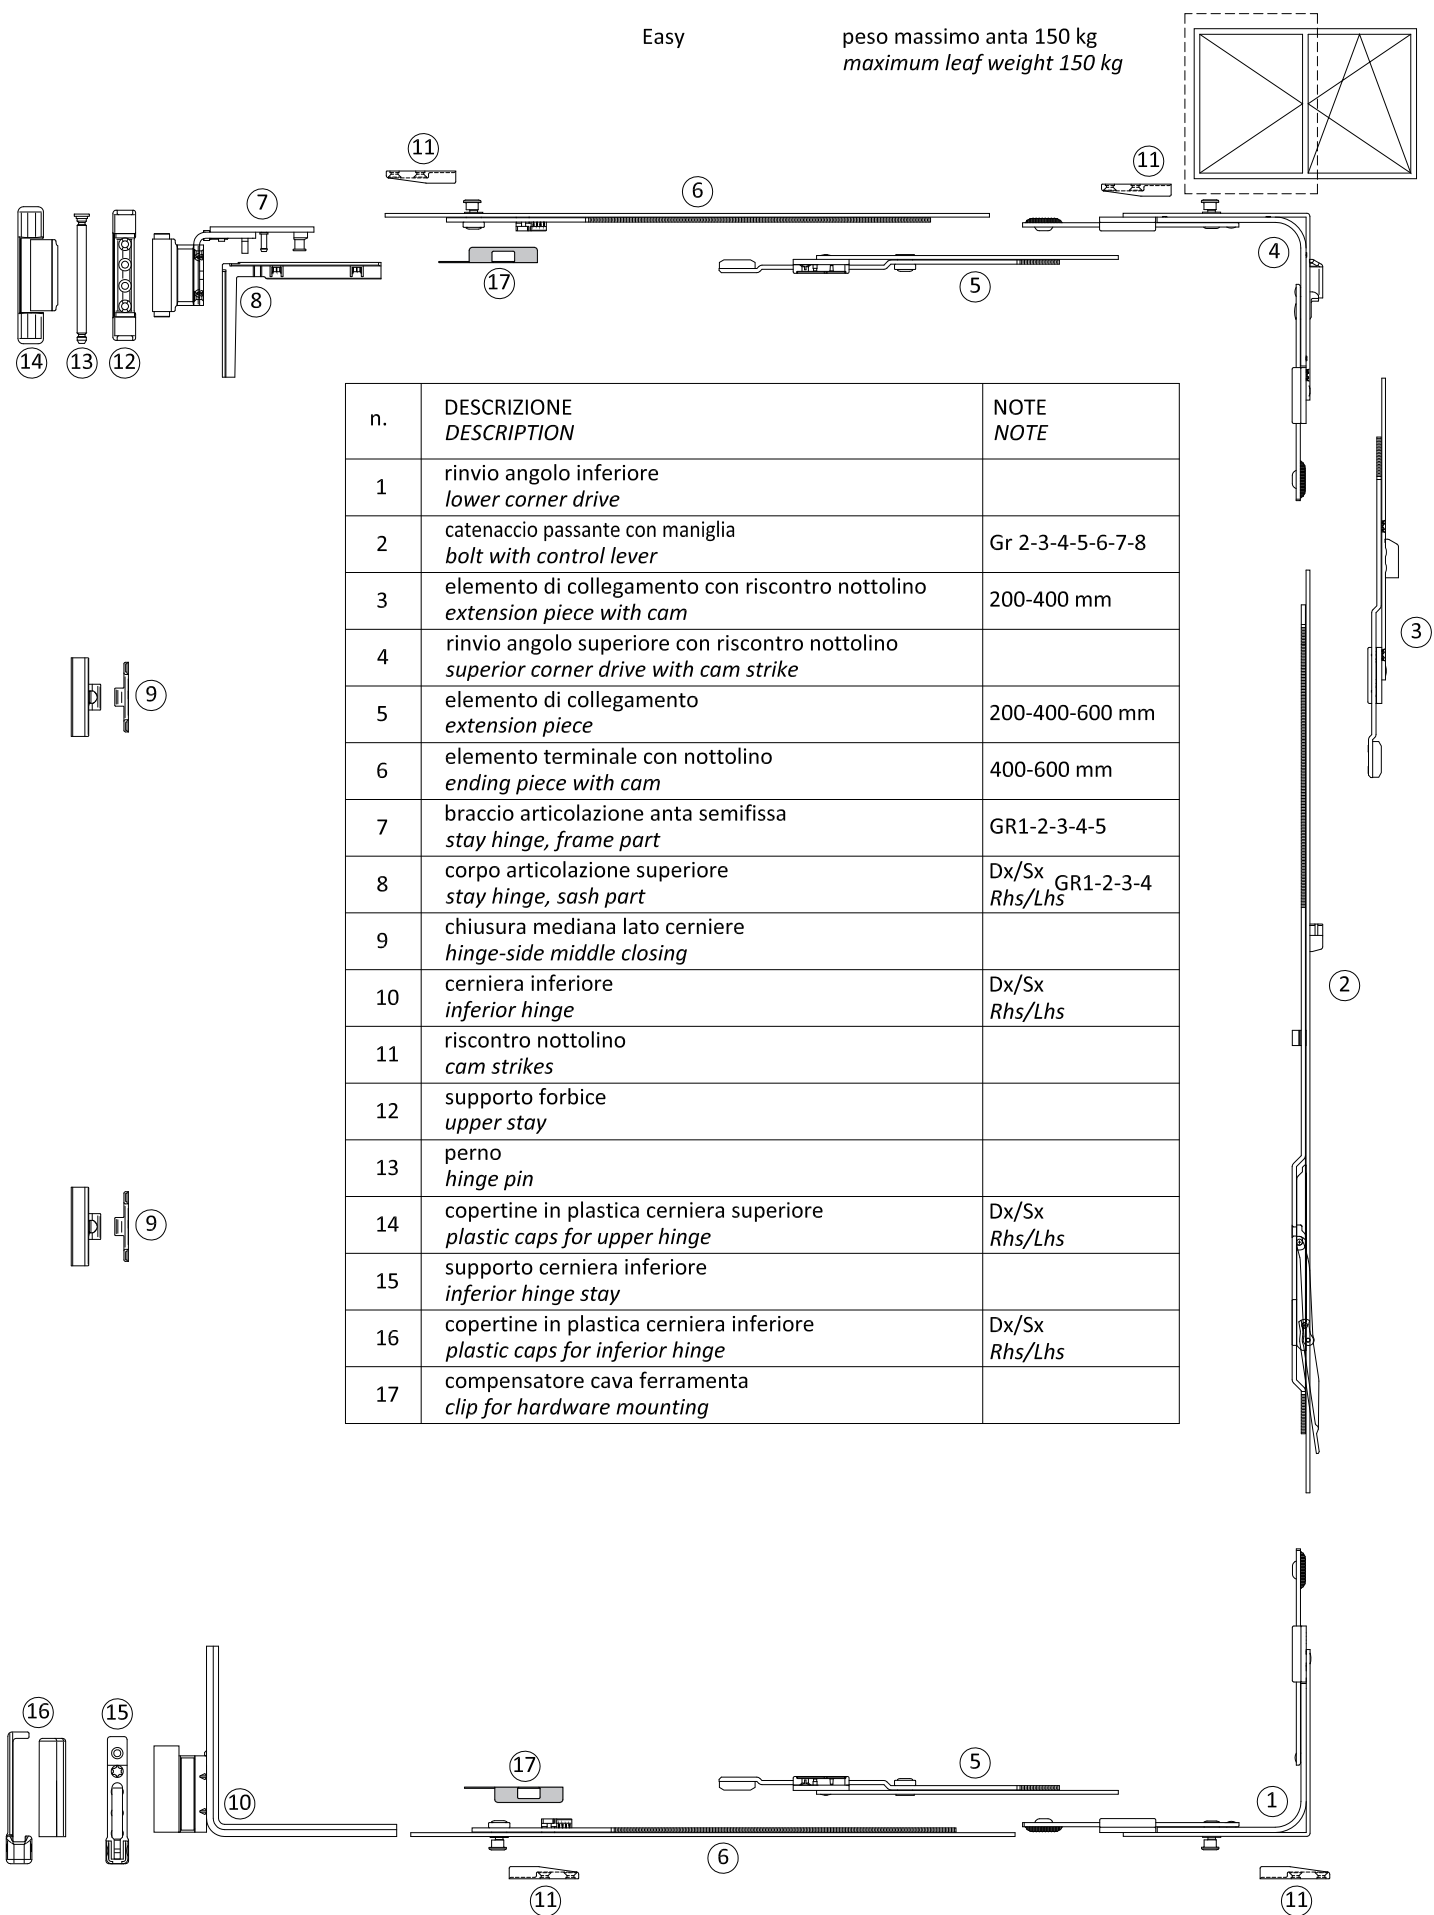 Easy
peso massimo anta 150 kg
maximum leaf weight 150 kg
11
11
6
7
4
17
5
8
14
13
12
n.
DESCRIZIONE
DESCRIPTION
NOTE
NOTE
1
rinvio angolo inferiore
lower corner drive
2
catenaccio passante con maniglia
bolt with control lever
Gr 2-3-4-5-6-7-8
3
elemento di collegamento con riscontro nottolino
extension piece with cam
200-400 mm
4
rinvio angolo superiore con riscontro nottolino
superior corner drive with cam strike
5
elemento di collegamento
extension piece
200-400-600 mm
6
elemento terminale con nottolino
ending piece with cam
400-600 mm
7
braccio articolazione anta semifissa
stay hinge, frame part
GR1-2-3-4-5
8
corpo articolazione superiore
stay hinge, sash part
Dx/Sx
Rhs/Lhs
GR1-2-3-4
9
chiusura mediana lato cerniere
hinge-side middle closing
10
cerniera inferiore
inferior hinge
Dx/Sx
Rhs/Lhs
11
riscontro nottolino
cam strikes
12
supporto forbice
upper stay
13
perno
hinge pin
14
copertine in plastica cerniera superiore
plastic caps for upper hinge
Dx/Sx
Rhs/Lhs
15
supporto cerniera inferiore
inferior hinge stay
16
copertine in plastica cerniera inferiore
plastic caps for inferior hinge
Dx/Sx
Rhs/Lhs
17
compensatore cava ferramenta
clip for hardware mounting
3
9
2
9
16
15
17
5
10
1
6
11
11